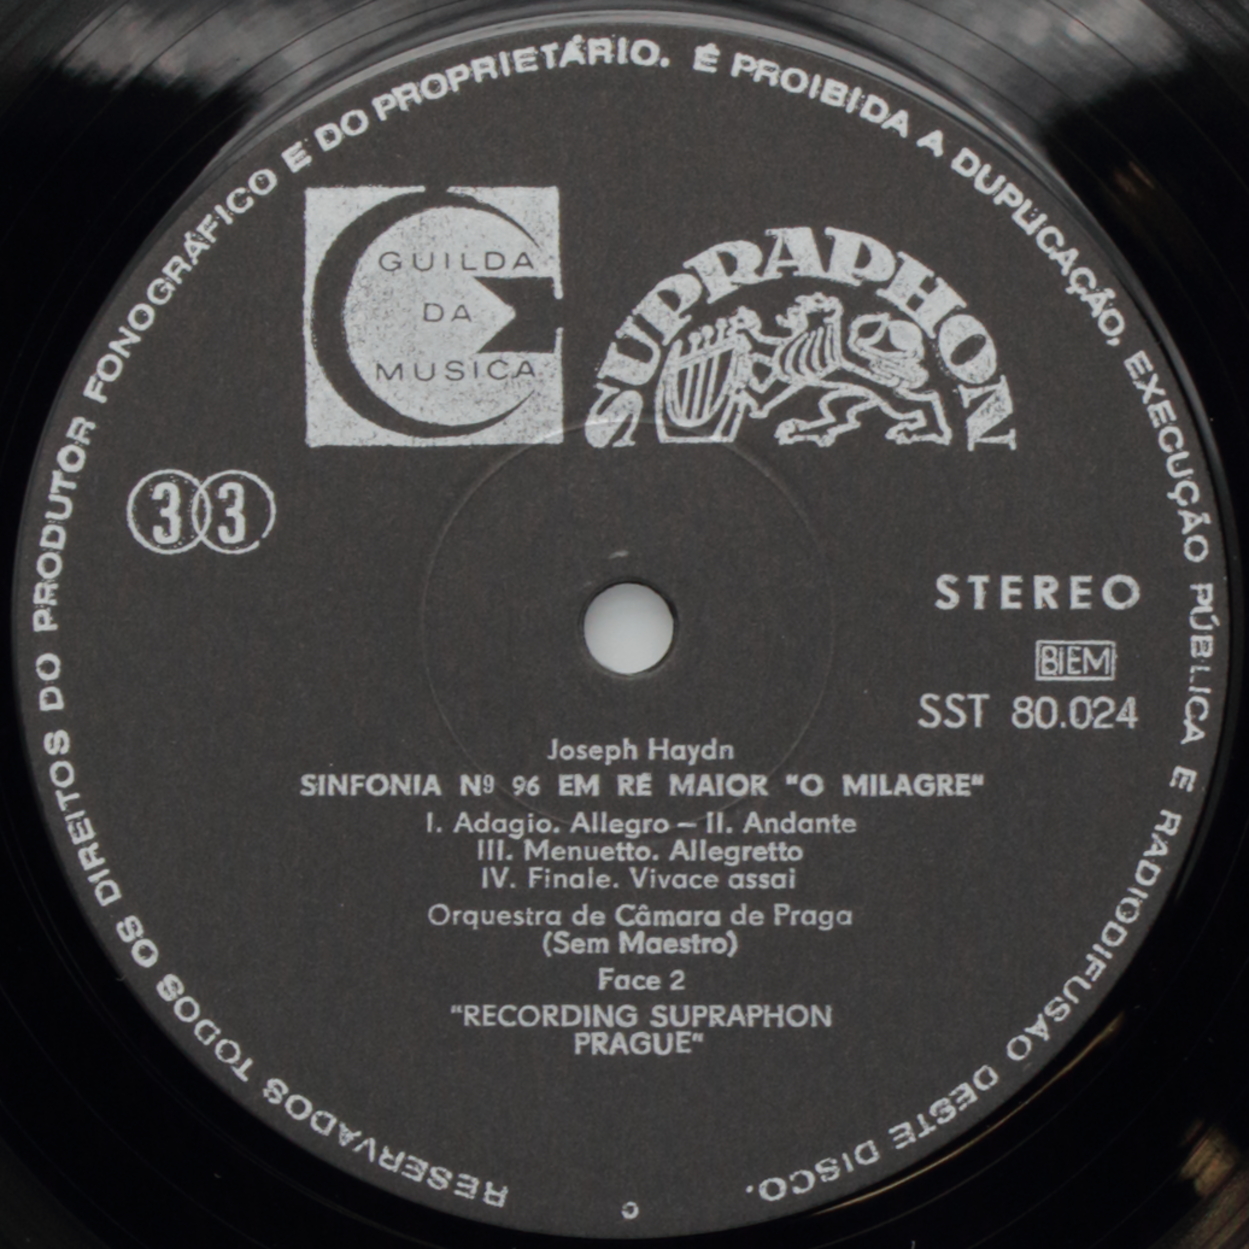 RESERVADOS TODOS OS DIREITOS DO PRODUTOR FONOGRÁFICO E DO PROPRIETÁRIO. É PROIBIDA A DUPLICAÇÃO, EXECUÇÃO PÚBLICA E RADIODIFUSÃO DESTE DISCO.
GUILDA
DA
MUSICA
SUPRAPHON
33
STEREO
BIEM
SST 80.024
Joseph Haydn
SINFONIA Nº 96 EM RÉ MAIOR "O MILAGRE"
I. Adagio. Allegro – II. Andante
III. Menuetto. Allegretto
IV. Finale. Vivace assai
Orquestra de Câmara de Praga
(Sem Maestro)
Face 2
"RECORDING SUPRAPHON
PRAGUE"